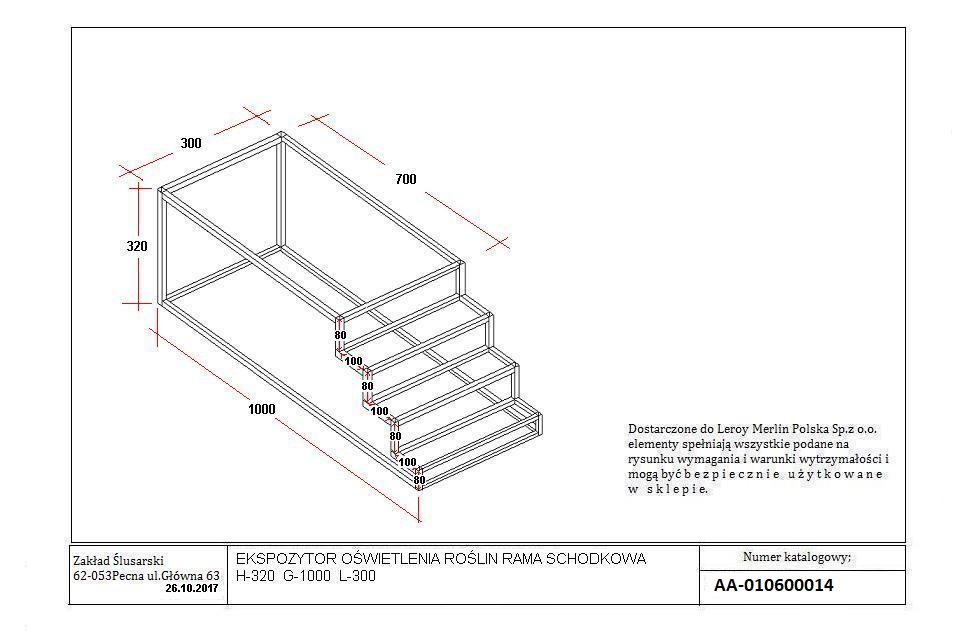 300
700
320
80
100
80
100
80
100
80
1000
Dostarczone do Leroy Merlin Polska Sp.z o.o.
elementy spełniają wszystkie podane na
rysunku wymagania i warunki wytrzymałości i
mogą być b e z p i e c z n i e u ż y t k o w a n e
w s k l e p i e.
Zakład Ślusarski
62-053Pecna ul.Główna 63
26.10.2017
EKSPOZYTOR OŚWIETLENIA ROŚLIN RAMA SCHODKOWA
H-320 G-1000 L-300
Numer katalogowy;
AA-010600014